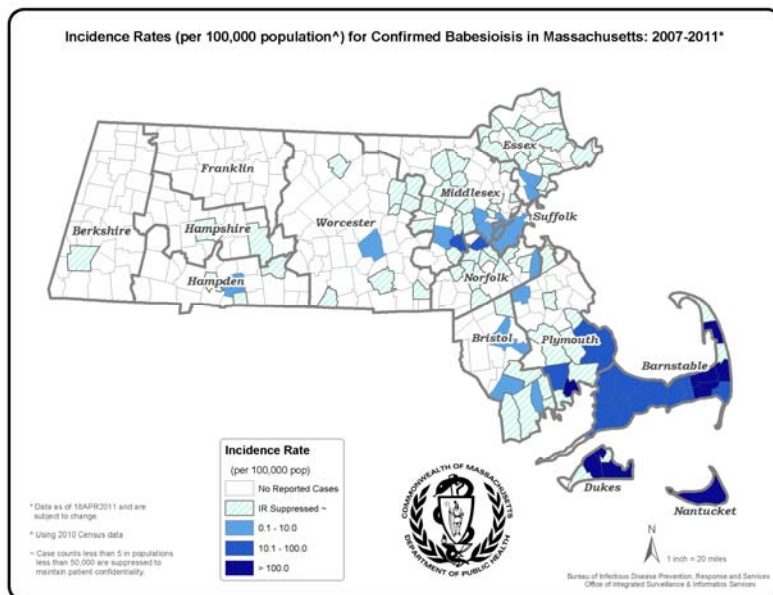 Incidence Rates (per 100,000 population^) for Confirmed Babesioisis in Massachusetts: 2007-2011*
Essex
Franklin
Middlesex
Suffolk
Worcester
Berkshire
Hampshire
Norfolk
Hampden
Bristol
Plymouth
Barnstable
Dukes
Nantucket
Incidence Rate
(per 100,000 pop)
No Reported Cases
IR Suppressed ~
0.1 - 10.0
10.1 - 100.0
> 100.0
COMMONWEALTH OF MASSACHUSETTS
DEPARTMENT OF PUBLIC HEALTH
* Data as of 18APR2011 and are
subject to change.
^ Using 2010 Census data
~ Case counts less than 5 in populations
less than 50,000 are suppressed to
maintain patient confidentiality.
N
1 inch = 20 miles
Bureau of Infectious Disease Prevention, Response and Services
Office of Integrated Surveillance & Informatics Services